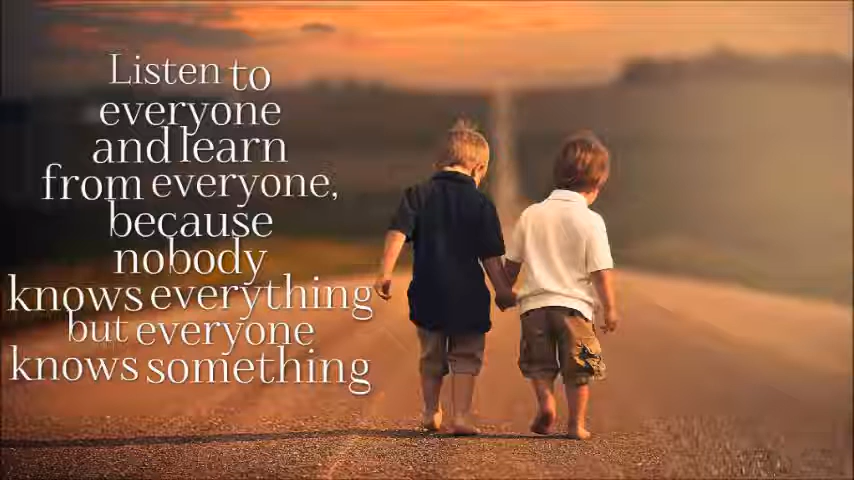 Listen to
everyone
and learn
from everyone,
because
nobody
knows everything
but everyone
knows something